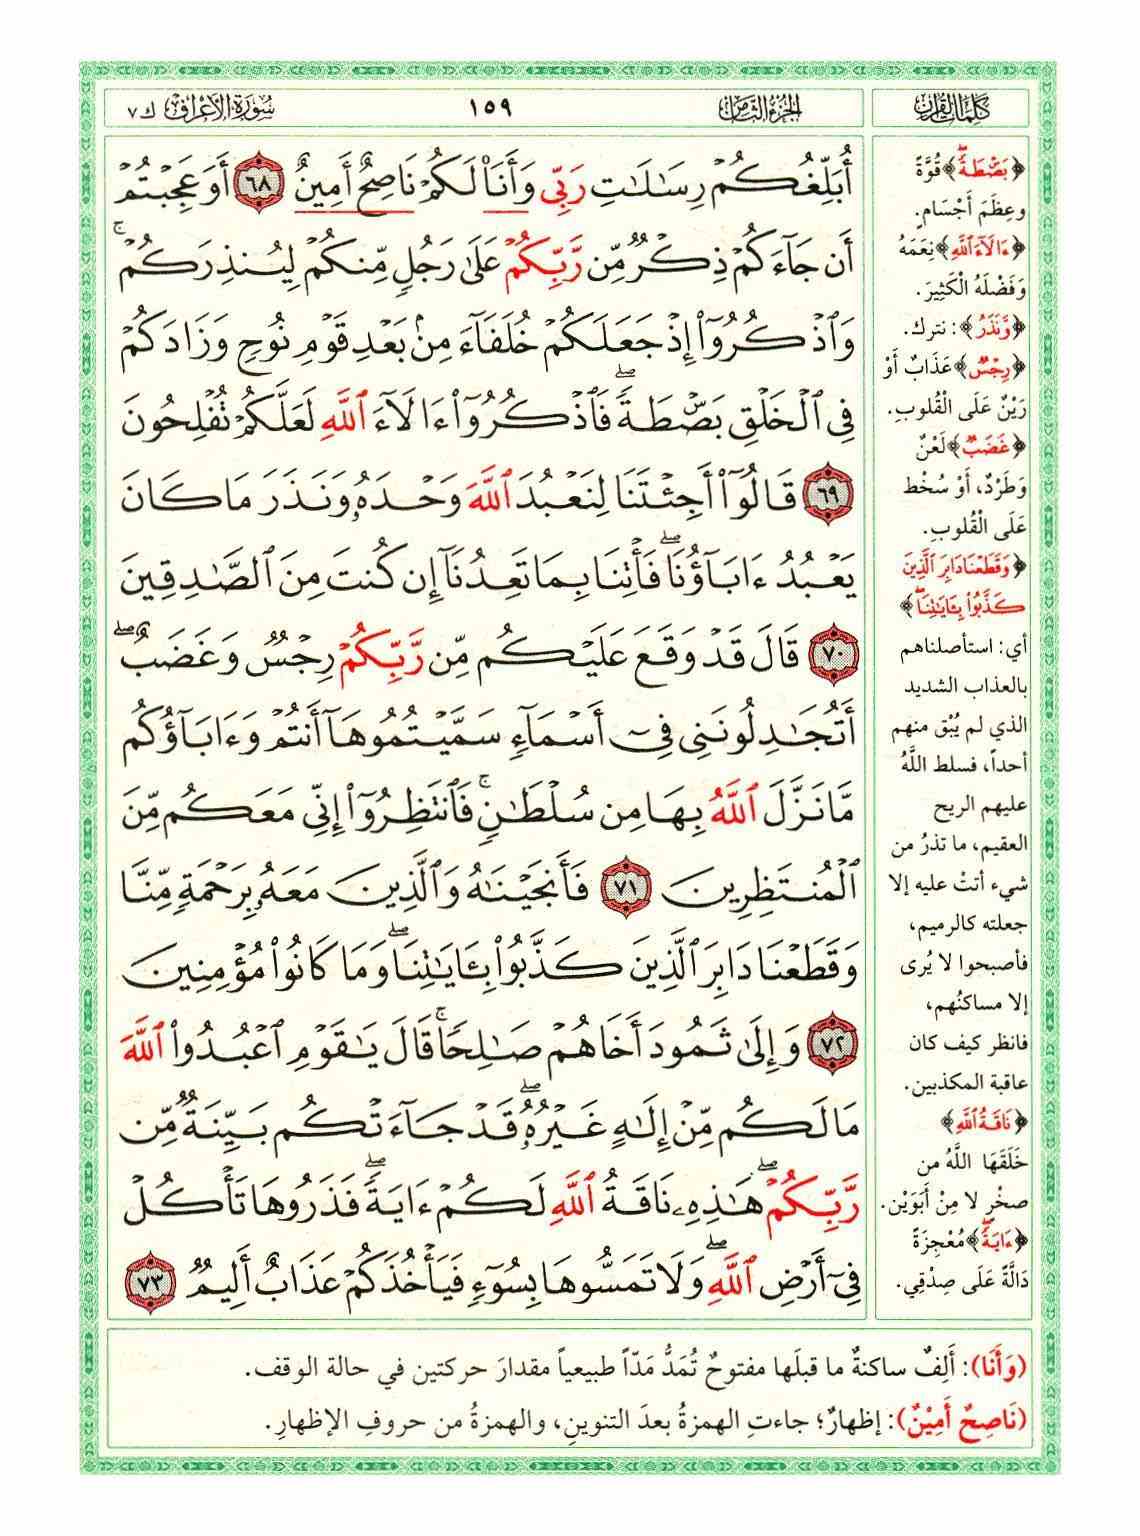 كلمات القرآن
الجزء الثامن
١٥٩
سورة الأعراف ك ٧
أُبَلِّغُكُمْ رِسَٰلَٰتِ رَبِّى وَأَنَا۠ لَكُمْ نَاصِحٌ أَمِينٌ ٦٨ أَوَعَجِبْتُمْ
أَن جَآءَكُمْ ذِكْرٌ مِّن رَّبِّكُمْ عَلَىٰ رَجُلٍ مِّنكُمْ لِيُنذِرَكُمْ ۚ
وَٱذْكُرُوٓا۟ إِذْ جَعَلَكُمْ خُلَفَآءَ مِنۢ بَعْدِ قَوْمِ نُوحٍ وَزَادَكُمْ
فِى ٱلْخَلْقِ بَصْۜطَةً ۖ فَٱذْكُرُوٓا۟ ءَالَآءَ ٱللَّهِ لَعَلَّكُمْ تُفْلِحُونَ
٦٩ قَالُوٓا۟ أَجِئْتَنَا لِنَعْبُدَ ٱللَّهَ وَحْدَهُۥ وَنَذَرَ مَا كَانَ
يَعْبُدُ ءَابَآؤُنَا ۖ فَأْتِنَا بِمَا تَعِدُنَآ إِن كُنتَ مِنَ ٱلصَّٰدِقِينَ
٧٠ قَالَ قَدْ وَقَعَ عَلَيْكُم مِّن رَّبِّكُمْ رِجْسٌ وَغَضَبٌ ۖ
أَتُجَٰدِلُونَنِى فِىٓ أَسْمَآءٍ سَمَّيْتُمُوهَآ أَنتُمْ وَءَابَآؤُكُم
مَّا نَزَّلَ ٱللَّهُ بِهَا مِن سُلْطَٰنٍ ۚ فَٱنتَظِرُوٓا۟ إِنِّى مَعَكُم مِّنَ
ٱلْمُنتَظِرِينَ ٧١ فَأَنجَيْنَٰهُ وَٱلَّذِينَ مَعَهُۥ بِرَحْمَةٍ مِّنَّا
وَقَطَعْنَا دَابِرَ ٱلَّذِينَ كَذَّبُوا۟ بِـَٔايَٰتِنَا ۖ وَمَا كَانُوا۟ مُؤْمِنِينَ
٧٢ وَإِلَىٰ ثَمُودَ أَخَاهُمْ صَٰلِحًا ۚ قَالَ يَٰقَوْمِ ٱعْبُدُوا۟ ٱللَّهَ
مَا لَكُم مِّنْ إِلَٰهٍ غَيْرُهُۥ ۖ قَدْ جَآءَتْكُم بَيِّنَةٌ مِّن
رَّبِّكُمْ ۖ هَٰذِهِۦ نَاقَةُ ٱللَّهِ لَكُمْ ءَايَةً ۖ فَذَرُوهَا تَأْكُلْ
فِىٓ أَرْضِ ٱللَّهِ ۖ وَلَا تَمَسُّوهَا بِسُوٓءٍ فَيَأْخُذَكُمْ عَذَابٌ أَلِيمٌ ٧٣
﴿بَصْۜطَةً ۖ﴾ قُوَّةً
وعِظَمَ أَجْسَامٍ.
﴿ءَالَآءَ ٱللَّهِ﴾ نِعَمَهُ
وَفَضْلَهُ الْكَثِيرَ.
﴿وَنَذَرَ﴾: نترك.
﴿رِجْسٌ﴾ عَذَابٌ أَوْ
رَيْنٌ عَلَى الْقُلوبِ.
﴿غَضَبٌ﴾ لَعْنٌ
وَطَرْدٌ، أَوْ سُخْط
عَلَى الْقُلوبِ.
﴿وَقَطَعْنَا دَابِرَ ٱلَّذِينَ
كَذَّبُوا۟ بِـَٔايَٰتِنَا ۖ﴾
أي: استأصلناهم
بالعذاب الشديد
الذي لم يُبْق منهم
أحداً، فسلط اللَّهُ
عليهم الريح
العقيم، ما تذرُ من
شيء أتتْ عليه إلا
جعلته كالرميم،
فأصبحوا لا يُرى
إلا مساكنُهم،
فانظر كيف كان
عاقبة المكذبين.
﴿نَاقَةُ ٱللَّهِ﴾
خَلَقَهَا اللَّهُ من
صخْرٍ لا مِنْ أَبَوَيْن.
﴿ءَايَةً ۖ﴾ مُعْجِزَةً
دَالَّةً عَلَى صِدْقِي.
(وَأَنَا): أَلِفٌ ساكنةٌ ما قبلَها مفتوحٌ تُمَدُّ مَدّاً طبيعياً مقدارَ حركتين في حالة الوقف.
(نَاصِحٌ أَمِيْنٌ): إظهارٌ؛ جاءتِ الهمزةُ بعدَ التنوينِ، والهمزةُ من حروفِ الإظهارِ.